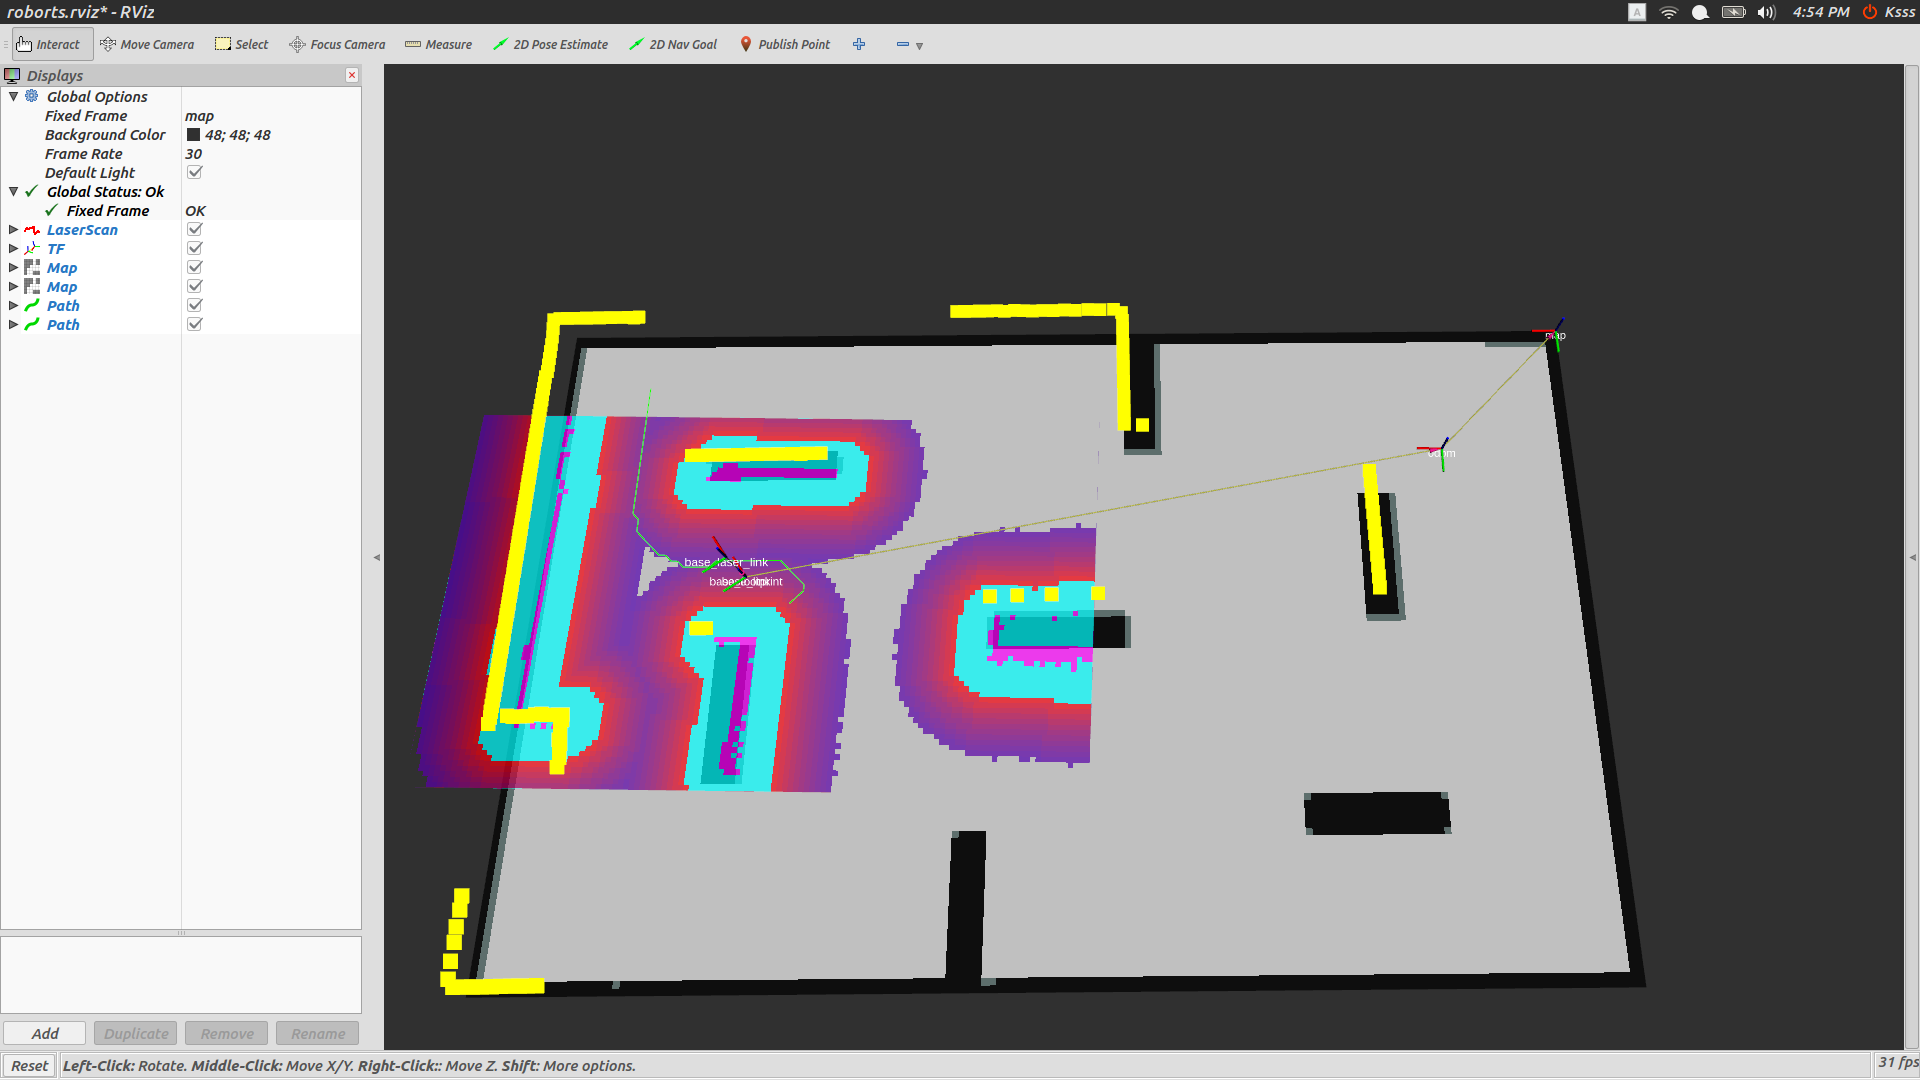 roborts.rviz* - RViz
A
4:54 PM
Ksss
Interact
Move Camera
Select
Focus Camera
Measure
2D Pose Estimate
2D Nav Goal
Publish Point
Displays
Global Options
Fixed Frame
map
Background Color
48; 48; 48
Frame Rate
30
Default Light
Global Status: Ok
Fixed Frame
OK
LaserScan
TF
Map
Map
Path
Path
map
odom
base_laser_link
Add
Duplicate
Remove
Rename
Reset
Left-Click: Rotate. Middle-Click: Move X/Y. Right-Click:: Move Z. Shift: More options.
31 fps